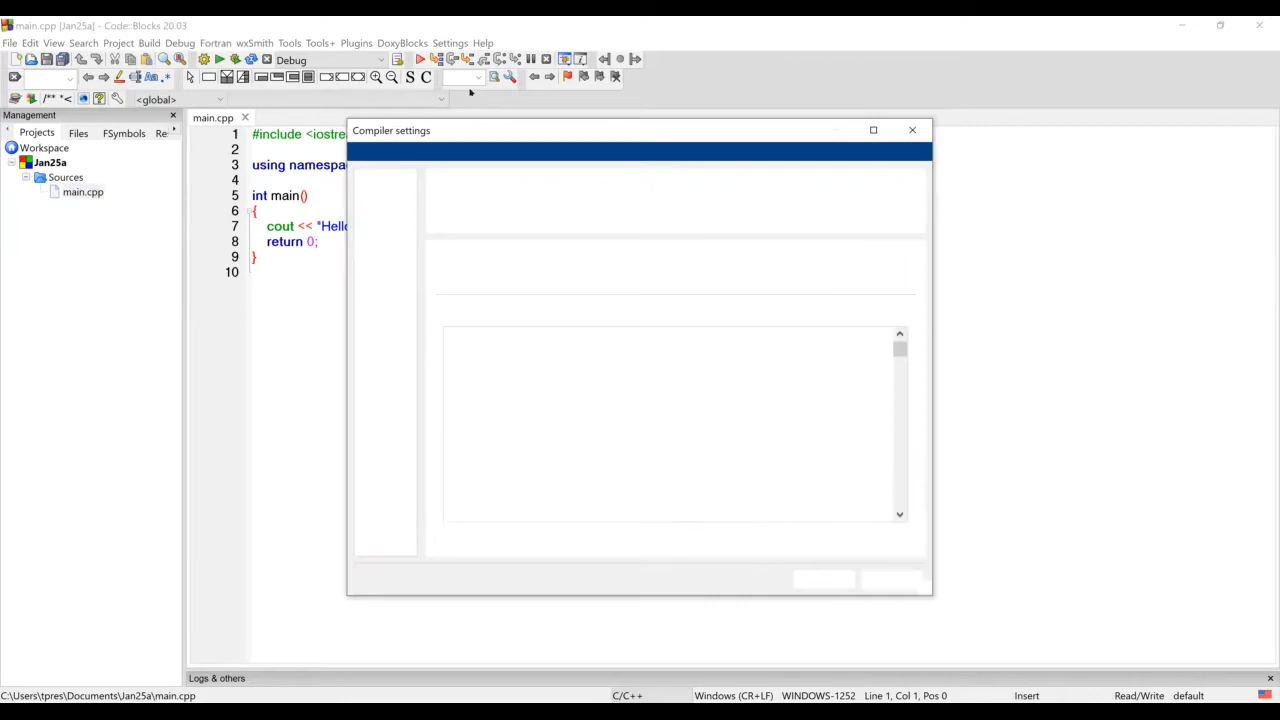 main.cpp [Jan25a] - Code::Blocks 20.03
File Edit View Search Project Build Debug Fortran wxSmith Tools Tools+ Plugins DoxyBlocks Settings Help
Debug
S C
/** *<
<global>
Management
Projects Files FSymbols Re
Workspace
Jan25a
Sources
main.cpp
main.cpp
1 #include <iostre
2
3 using namespa
4
5 int main()
6 {
7 cout << "Hello
8 return 0;
9 }
10
Compiler settings
Logs & others
C:\Users\tpres\Documents\Jan25a\main.cpp C/C++ Windows (CR+LF) WINDOWS-1252 Line 1, Col 1, Pos 0 Insert Read/Write default